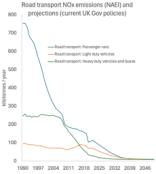 Road transport NOx emissions (NAEI) and
projections (current UK Gov policies)
800
700
600
500
400
300
200
100
0
kilotonnes / year
Road transport: Passenger cars
Road transport: Light duty vehicles
Road transport: Heavy duty vehicles and buses
1990 1998 2004 2011 2018 2025 2032 2039 2046